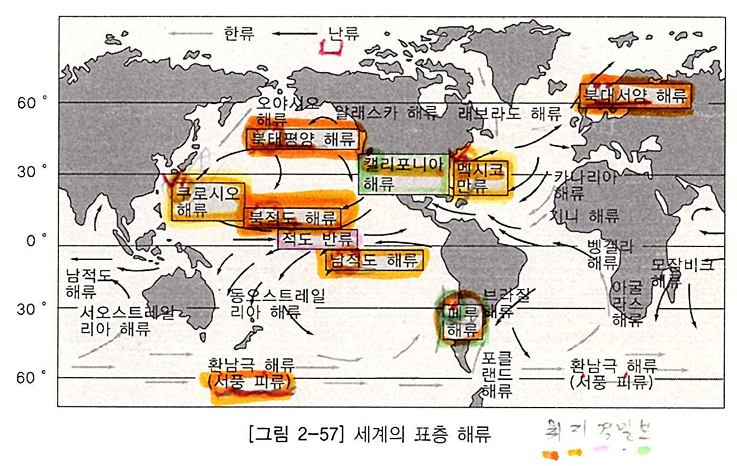 한류 난류
60°
북대서양 해류
오야시오
해류
알래스카 해류
래브라도 해류
북태평양 해류
30°
캘리포니아
해류
멕시코
만류
카나리아
해류
쿠로시오
해류
북적도 해류
기니 해류
적도 반류
0°
벵겔라
해류
남적도 해류
모잠비크
해류
남적도
해류
아굴
라스
해류
동오스트레일
리아 해류
브라질
해류
30°
서오스트레일
리아 해류
페루
해류
포클
랜드
해류
환남극 해류
(서풍 피류)
환남극 해류
(서풍 피류)
60°
[그림 2-57] 세계의 표층 해류